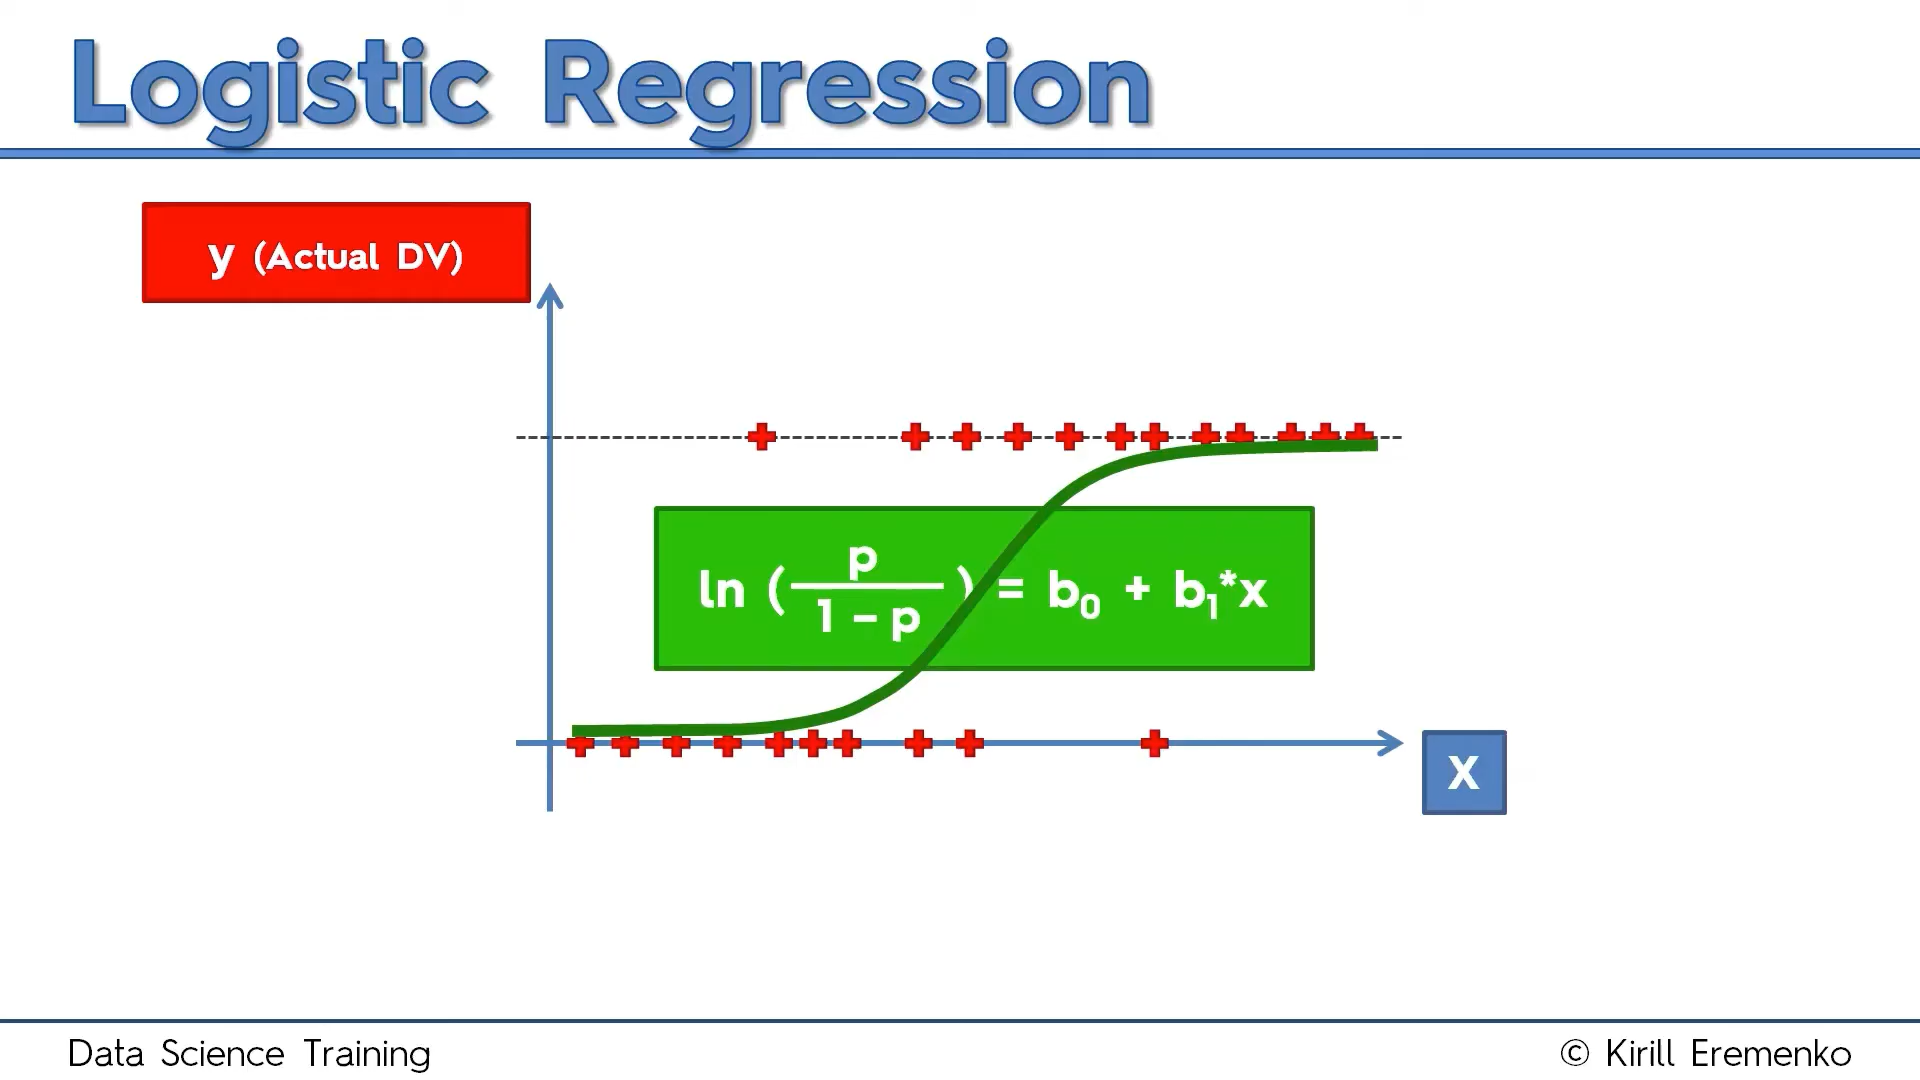 Logistic Regression
y (Actual DV)
ln ( p / 1 – p ) = b₀ + b₁*x
X
Data Science Training
© Kirill Eremenko